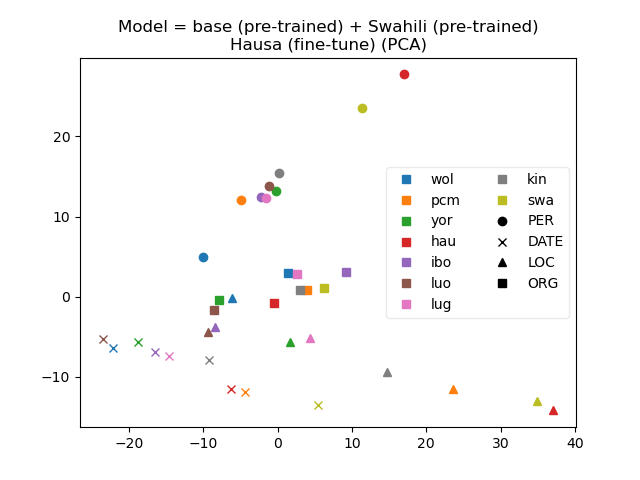 Model = base (pre-trained) + Swahili (pre-trained)
Hausa (fine-tune) (PCA)
20
10
0
−10
−20
−10
0
10
20
30
40
wol
pcm
yor
hau
ibo
luo
lug
kin
swa
PER
DATE
LOC
ORG